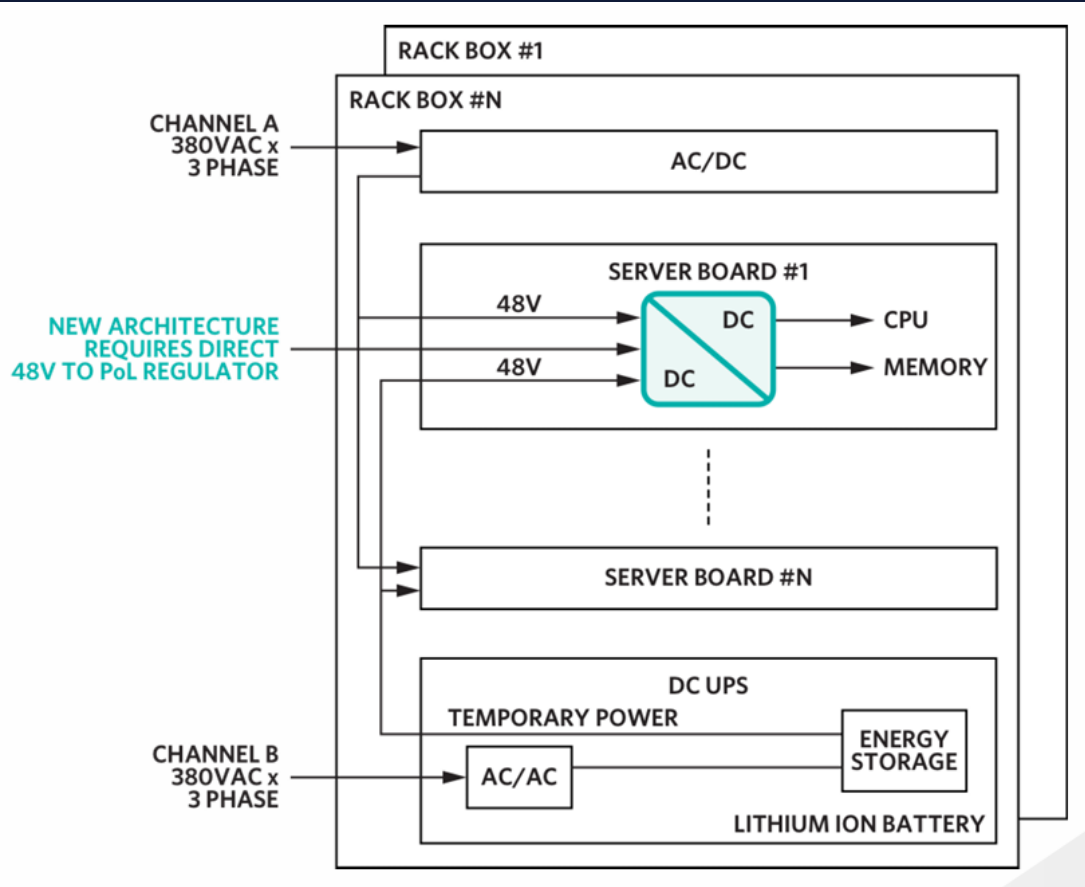 RACK BOX #1
RACK BOX #N
CHANNEL A
380VAC x
3 PHASE
AC/DC
SERVER BOARD #1
48V
DC
CPU
NEW ARCHITECTURE
REQUIRES DIRECT
48V TO PoL REGULATOR
48V
DC
MEMORY
SERVER BOARD #N
DC UPS
TEMPORARY POWER
ENERGY
STORAGE
CHANNEL B
380VAC x
3 PHASE
AC/AC
LITHIUM ION BATTERY